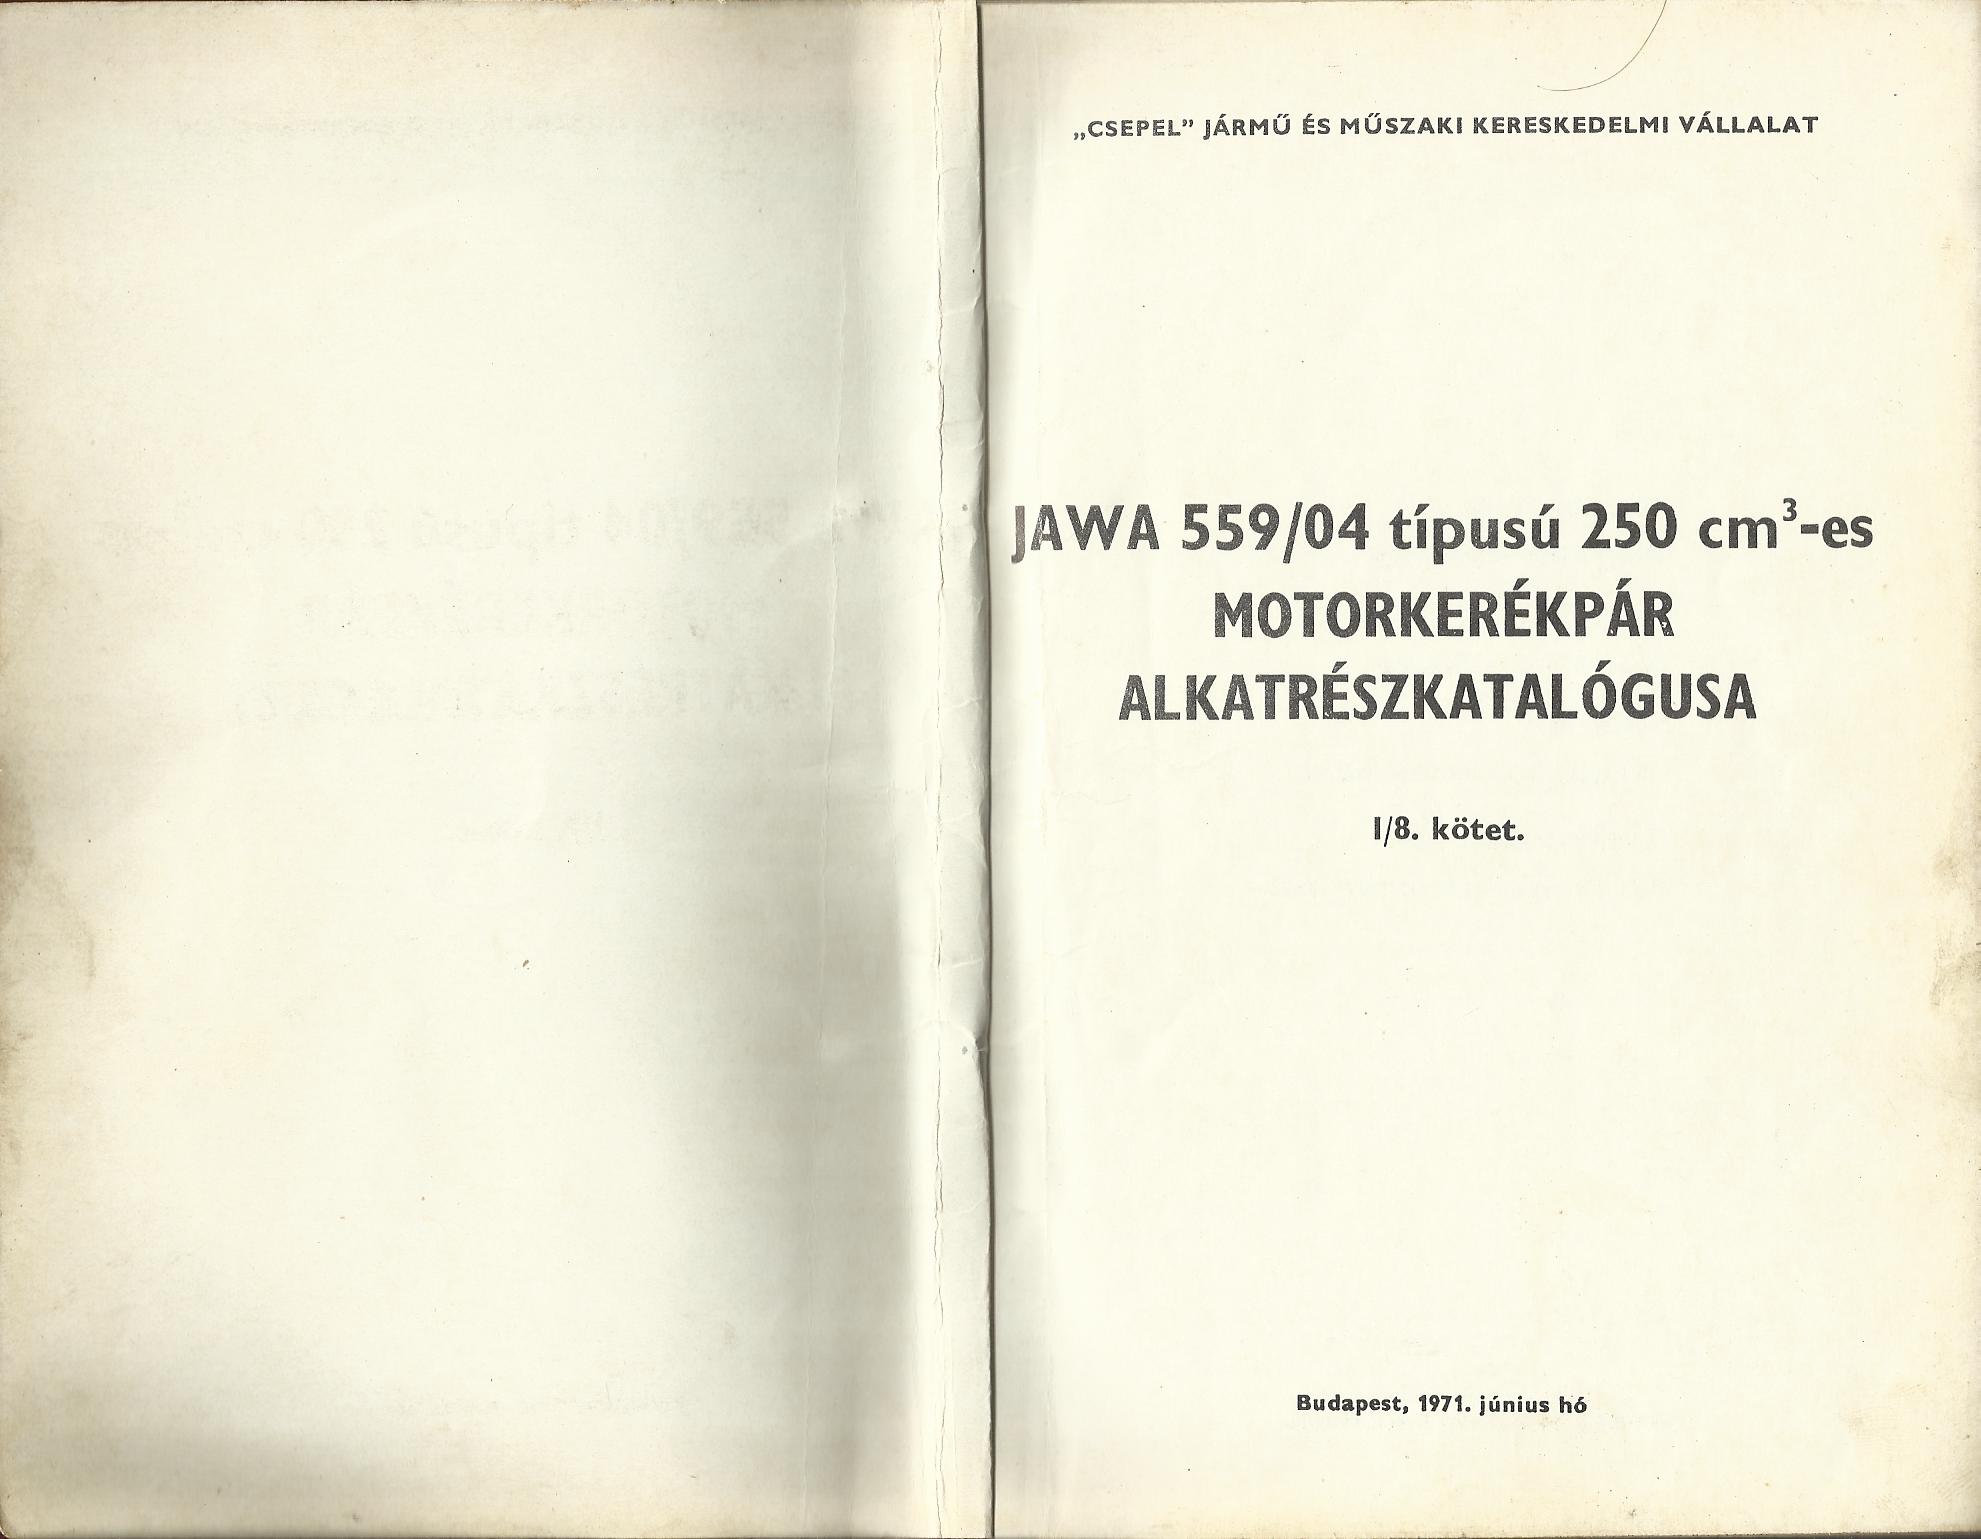 „CSEPEL” JÁRMŰ ÉS MŰSZAKI KERESKEDELMI VÁLLALAT
JAWA 559/04 típusú 250 cm³-es
MOTORKERÉKPÁR
ALKATRÉSZKATALÓGUSA
I/8. kötet.
Budapest, 1971. június hó